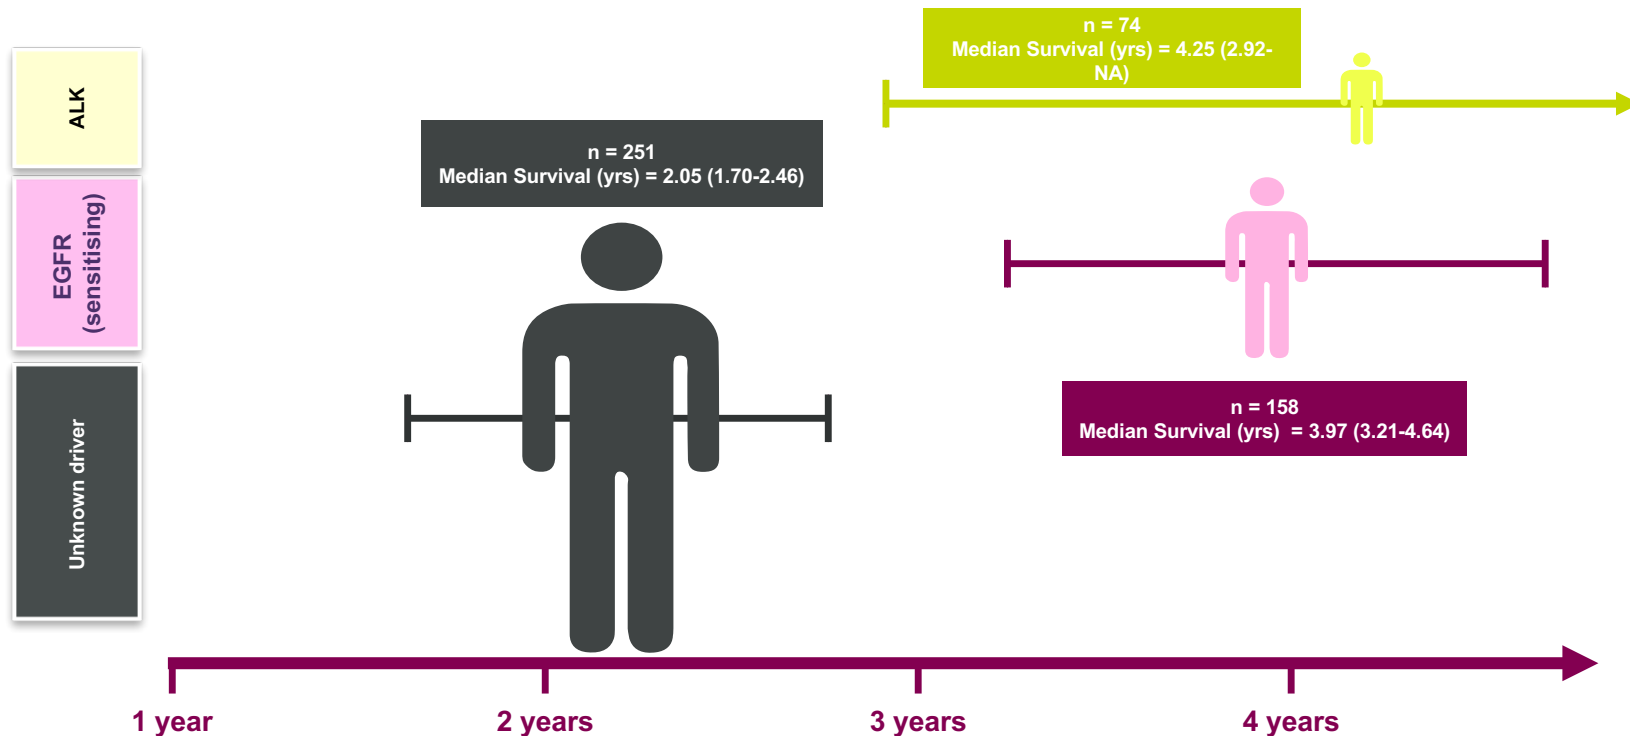 n = 74
Median Survival (yrs) = 4.25 (2.92-
NA)
ALK
n = 251
Median Survival (yrs) = 2.05 (1.70-2.46)
EGFR
(sensitising)
n = 158
Median Survival (yrs)  = 3.97 (3.21-4.64)
Unknown driver
1 year
2 years
3 years
4 years